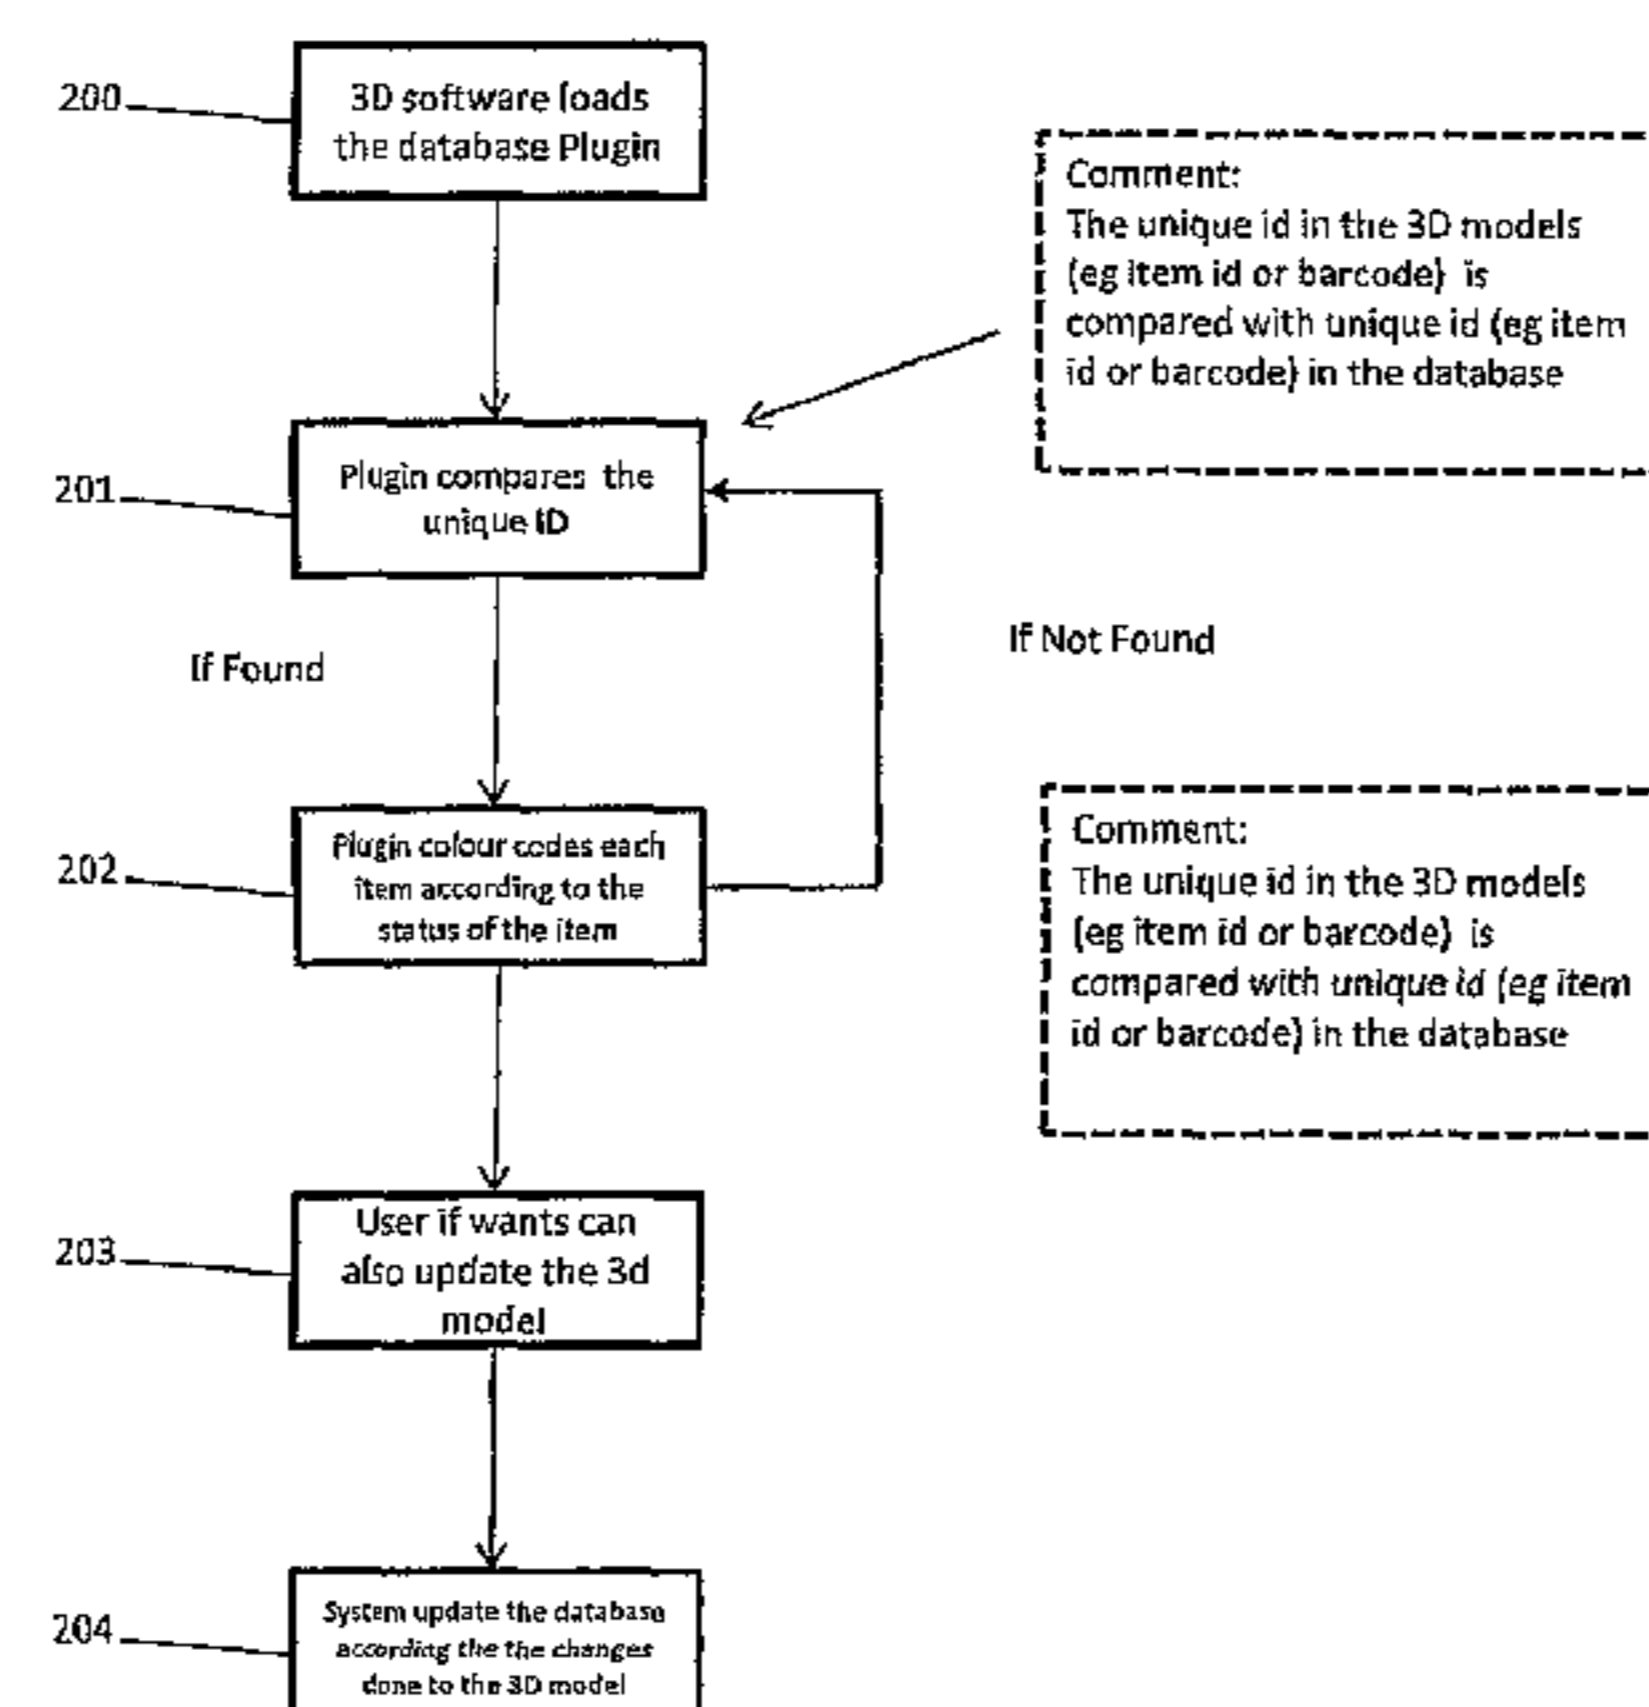 200
3D software loads
the database Plugin
Comment:
The unique id in the 3D models
(eg item id or barcode) is
compared with unique id (eg item
id or barcode) in the database
201
Plugin compares the
unique ID
If Found
If Not Found
202
Plugin colour codes each
item according to the
status of the item
Comment:
The unique id in the 3D models
(eg item id or barcode) is
compared with unique id (eg item
id or barcode) in the database
203
User if wants can
also update the 3d
model
204
System update the database
according the the changes
done to the 3D model